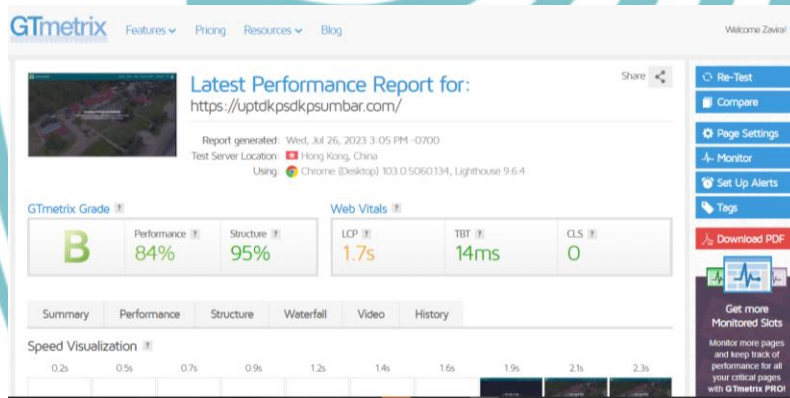 GTmetrix
Features Pricing Resources Blog
Welcome Zavira!
Latest Performance Report for:
https://uptdkpsdkpsumbar.com/
Share
Report generated: Wed, Jul 26, 2023 3:05 PM -0700
Test Server Location: Hong Kong, China
Using: Chrome (Desktop) 103.0.5060.134, Lighthouse 9.6.4
GTmetrix Grade ?
B
Performance ?
84%
Structure ?
95%
Web Vitals ?
LCP ?
1.7s
TBT ?
14ms
CLS ?
0
Summary Performance Structure Waterfall Video History
Speed Visualization ?
0.2s 0.5s 0.7s 0.9s 1.2s 1.4s 1.6s 1.9s 2.1s 2.3s
Re-Test
Compare
Page Settings
Monitor
Set Up Alerts
Tags
Download PDF
Get more
Monitored Slots
Monitor more pages
and keep track of
performance for all
your critical pages
with GTmetrix PRO!